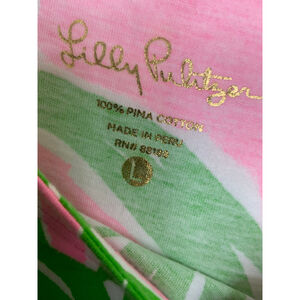 Lilly Pulitzer
100% PIMA COTTON
MADE IN PERU
RN# 88192
L